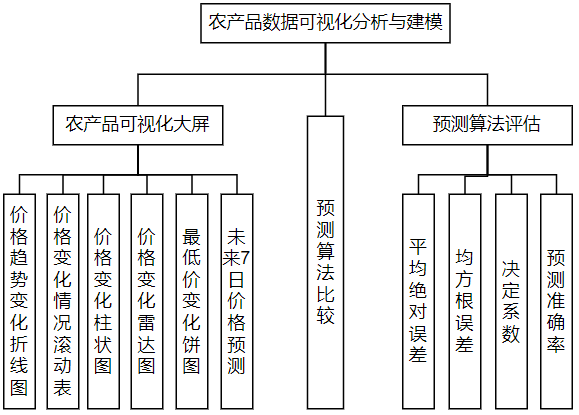 农产品数据可视化分析与建模
农产品可视化大屏
预测算法评估
价格趋势变化折线图
价格变化情况滚动表
价格变化柱状图
价格变化雷达图
最低价变化饼图
未来7日价格预测
预测算法比较
平均绝对误差
均方根误差
决定系数
预测准确率